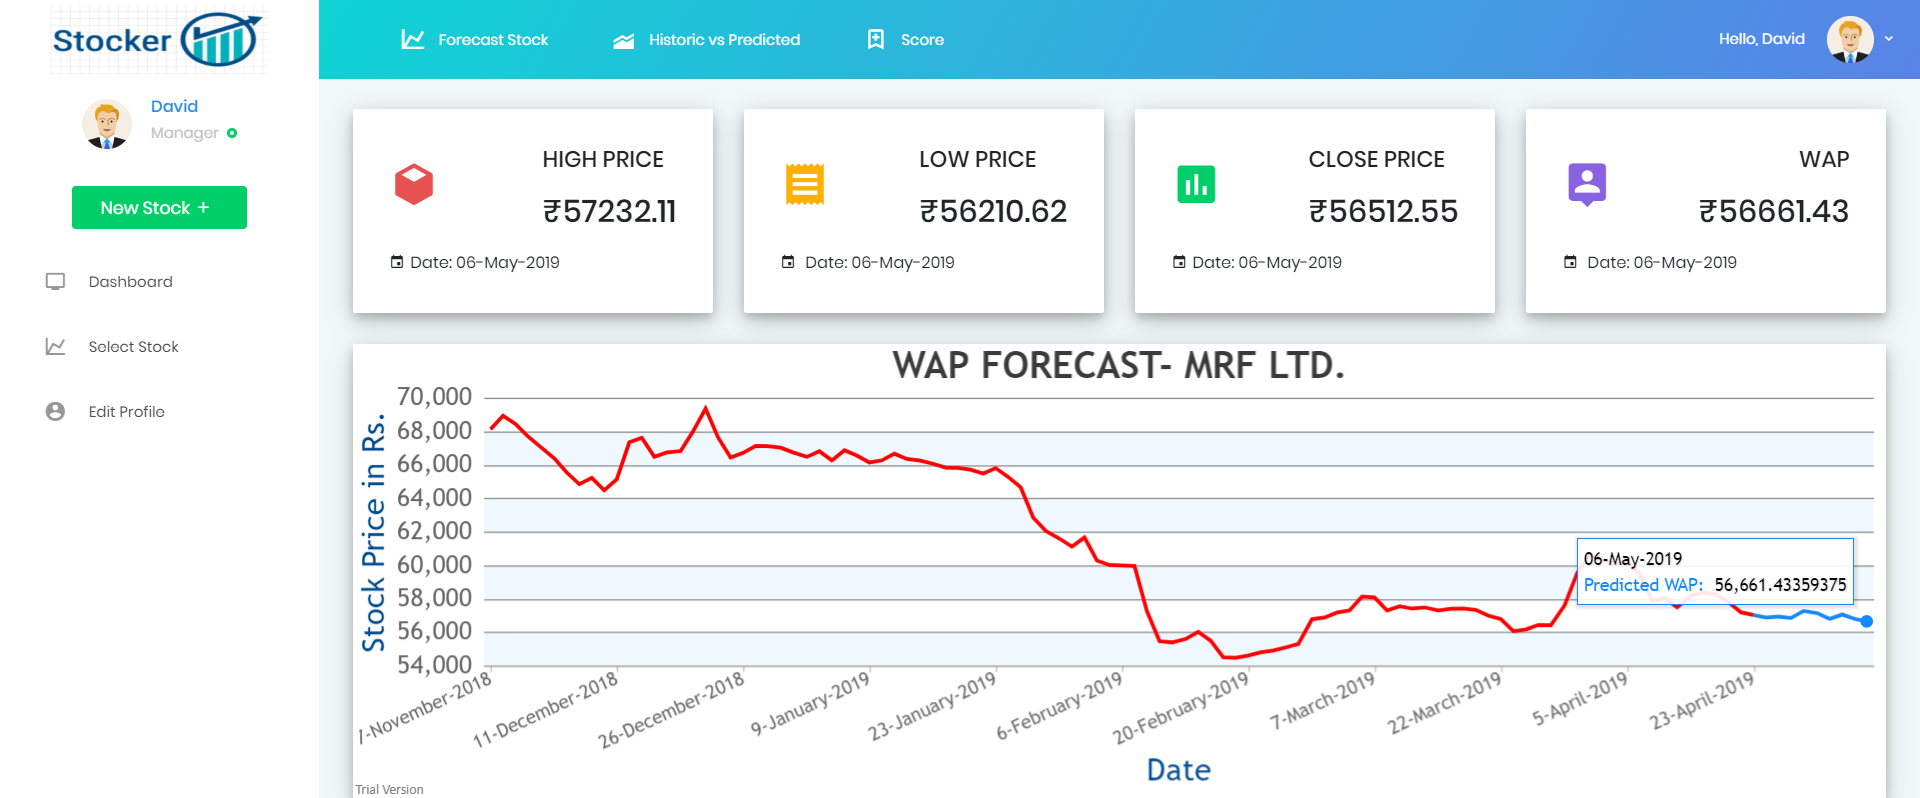 Stocker
David
Manager
New Stock +
Dashboard
Select Stock
Edit Profile
Forecast Stock
Historic vs Predicted
Score
Hello, David
HIGH PRICE
₹57232.11
Date: 06-May-2019
LOW PRICE
₹56210.62
Date: 06-May-2019
CLOSE PRICE
₹56512.55
Date: 06-May-2019
WAP
₹56661.43
Date: 06-May-2019
WAP FORECAST- MRF LTD.
Stock Price in Rs.
70,000
68,000
66,000
64,000
62,000
60,000
58,000
56,000
54,000
06-May-2019
Predicted WAP: 56,661.43359375
7-November-2018
11-December-2018
26-December-2018
9-January-2019
23-January-2019
6-February-2019
20-February-2019
7-March-2019
22-March-2019
5-April-2019
23-April-2019
Date
Trial Version